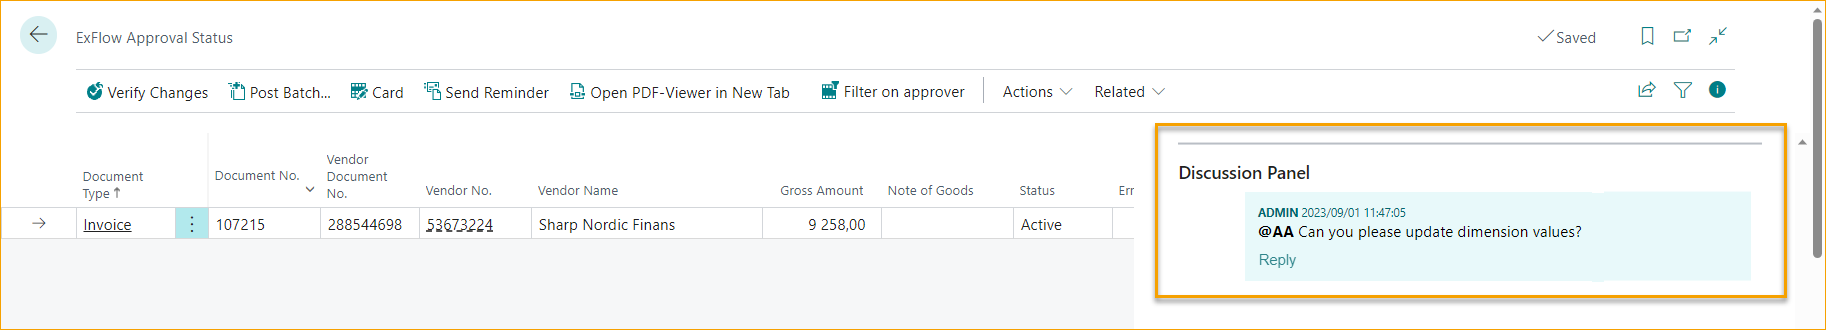 ExFlow Approval Status
Saved
Verify Changes Post Batch... Card Send Reminder Open PDF-Viewer in New Tab Filter on approver Actions Related
Document Type ↑ Document No. Vendor Document No. Vendor No. Vendor Name Gross Amount Note of Goods Status Err
→ Invoice 107215 288544698 53673224 Sharp Nordic Finans 9 258,00 Active
Discussion Panel
ADMIN 2023/09/01 11:47:05
@AA Can you please update dimension values?
Reply